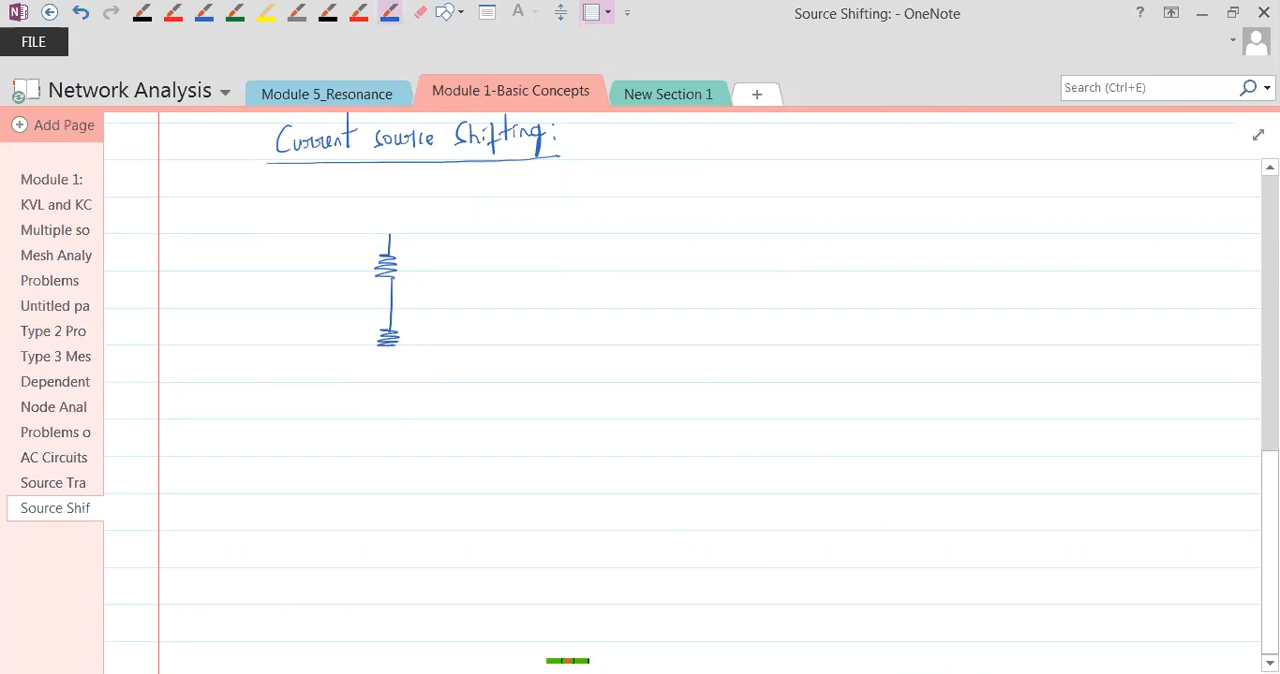 Source Shifting: - OneNote
?
FILE
Network Analysis
Module 5_Resonance
Module 1-Basic Concepts
New Section 1
+
Search (Ctrl+E)
Add Page
Current source Shifting:
Module 1:
KVL and KC
Multiple so
Mesh Analy
Problems
Untitled pa
Type 2 Pro
Type 3 Mes
Dependent
Node Anal
Problems o
AC Circuits
Source Tra
Source Shif